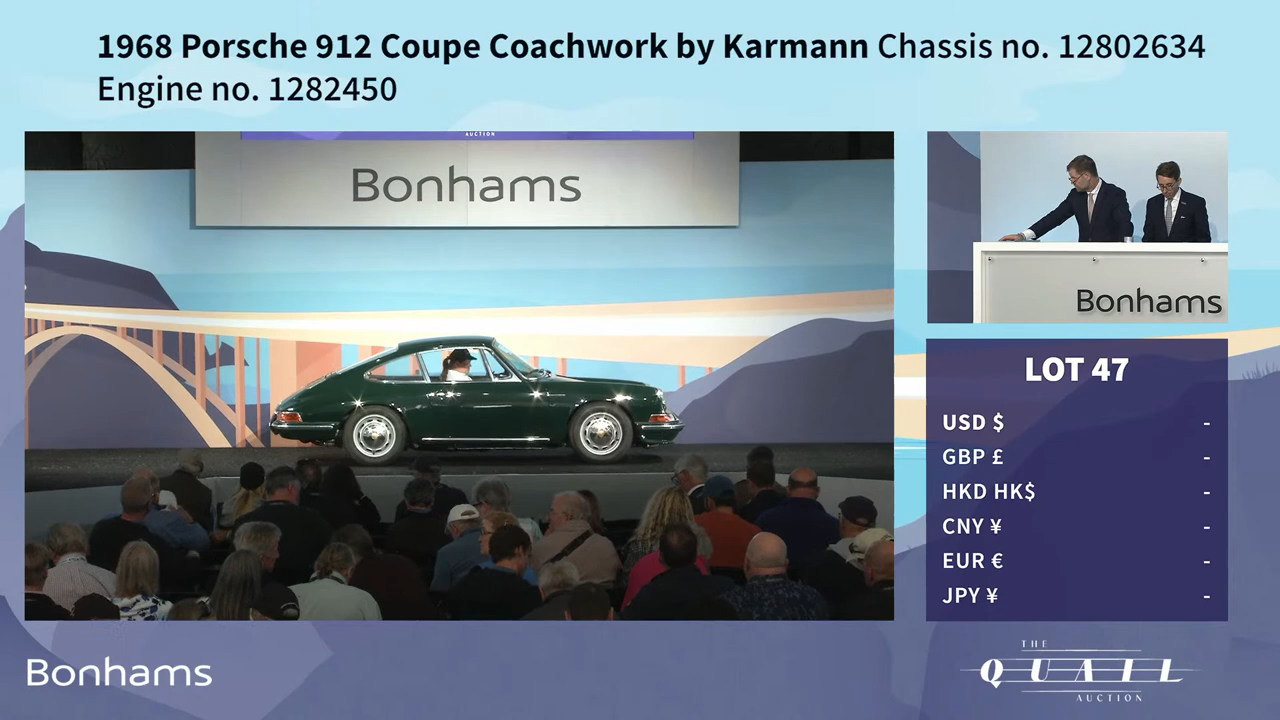 1968 Porsche 912 Coupe Coachwork by Karmann Chassis no. 12802634
Engine no. 1282450
AUCTION
Bonhams
Bonhams
LOT 47
USD $ -
GBP £ -
HKD HK$ -
CNY ¥ -
EUR € -
JPY ¥ -
Bonhams
THE
QUAIL
AUCTION